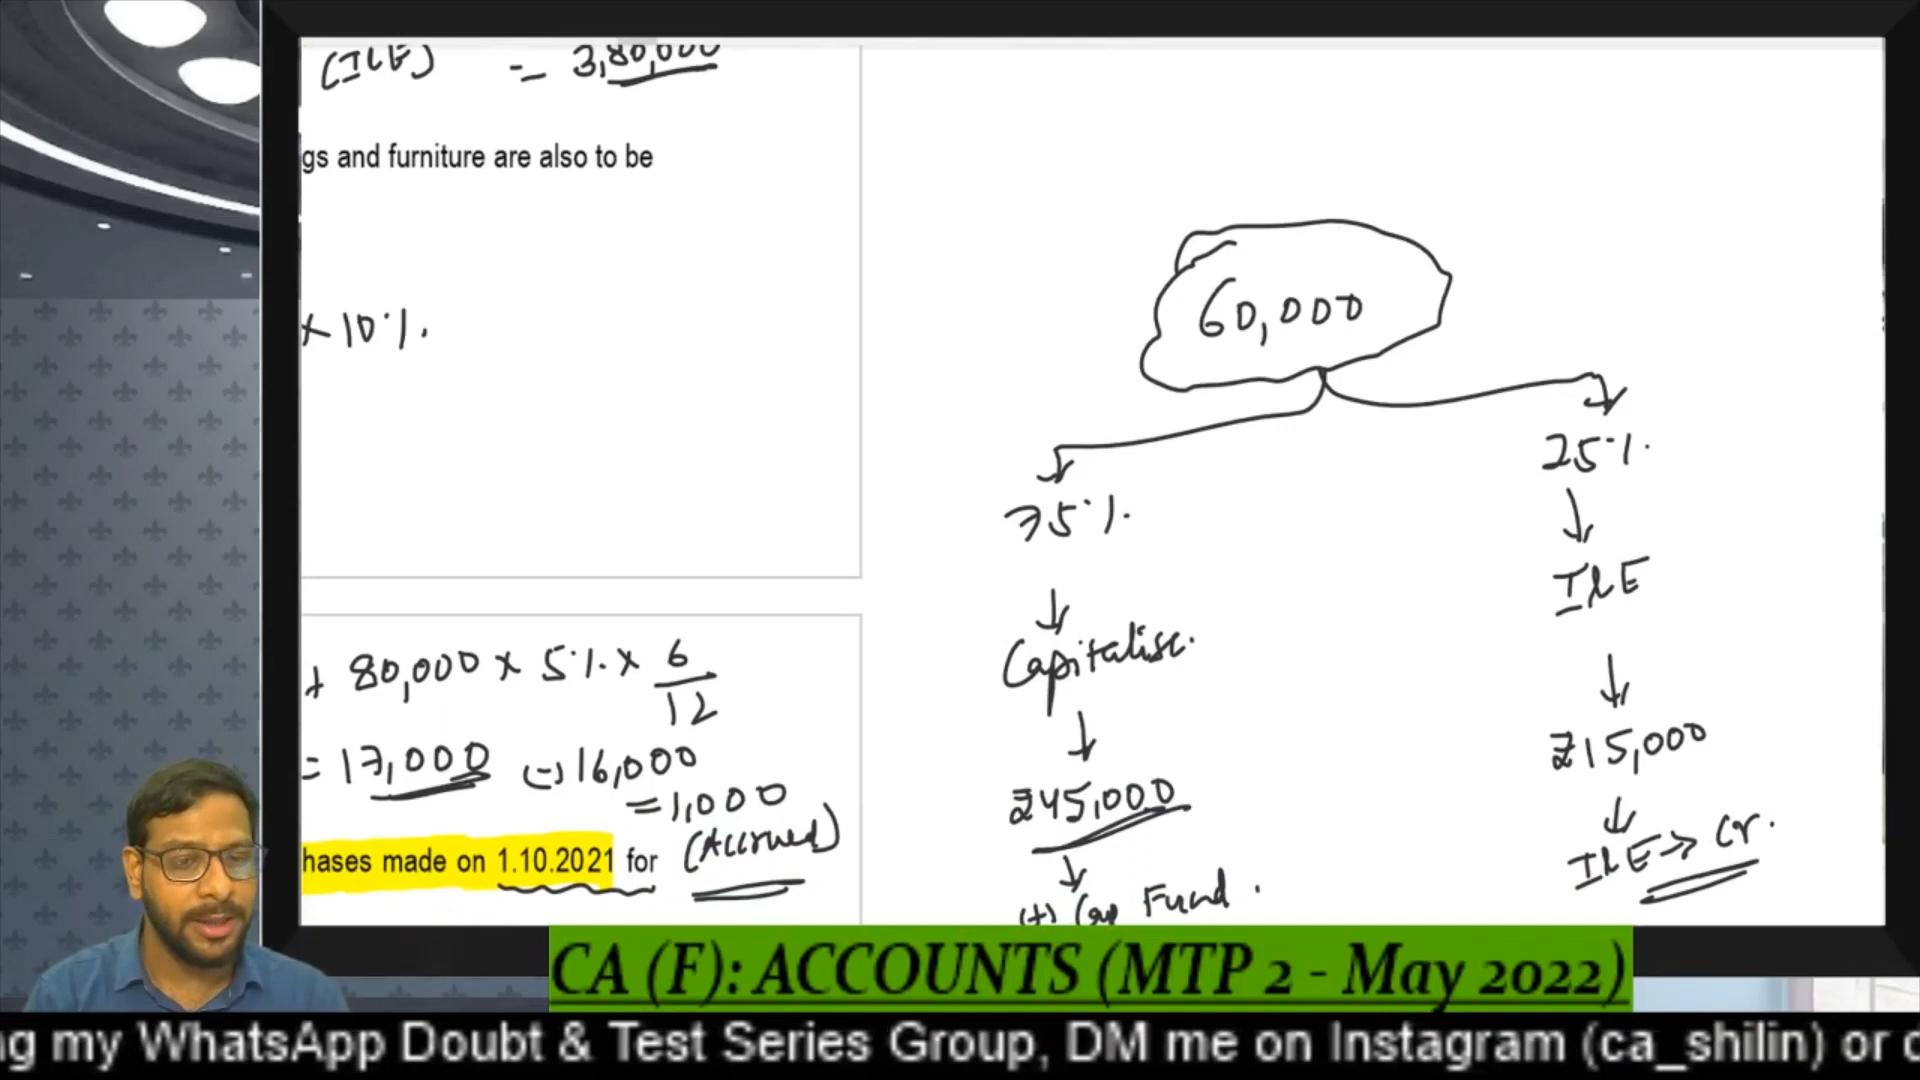 (I&E) = 3,80,000
gs and furniture are also to be
x 10%.
60,000
75%.
25%.
Capitalise.
I&E
₹45,000
₹15,000
(+) Cap Fund.
I&E → Cr.
+ 80,000 x 5% x 6/12
= 17,000 (-) 16,000
= 1,000
(Accrued)
hases made on 1.10.2021 for
CA (F): ACCOUNTS (MTP 2 - May 2022)
g my WhatsApp Doubt & Test Series Group, DM me on Instagram (ca_shilin) or